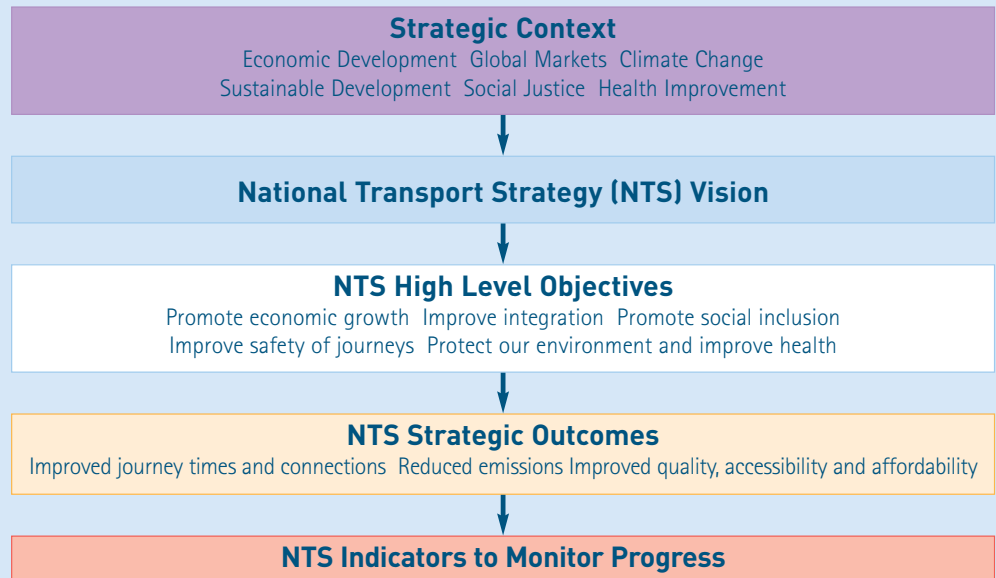 Strategic Context
Economic Development Global Markets Climate Change
Sustainable Development Social Justice Health Improvement
National Transport Strategy (NTS) Vision
NTS High Level Objectives
Promote economic growth Improve integration Promote social inclusion
Improve safety of journeys Protect our environment and improve health
NTS Strategic Outcomes
Improved journey times and connections Reduced emissions Improved quality, accessibility and affordability
NTS Indicators to Monitor Progress